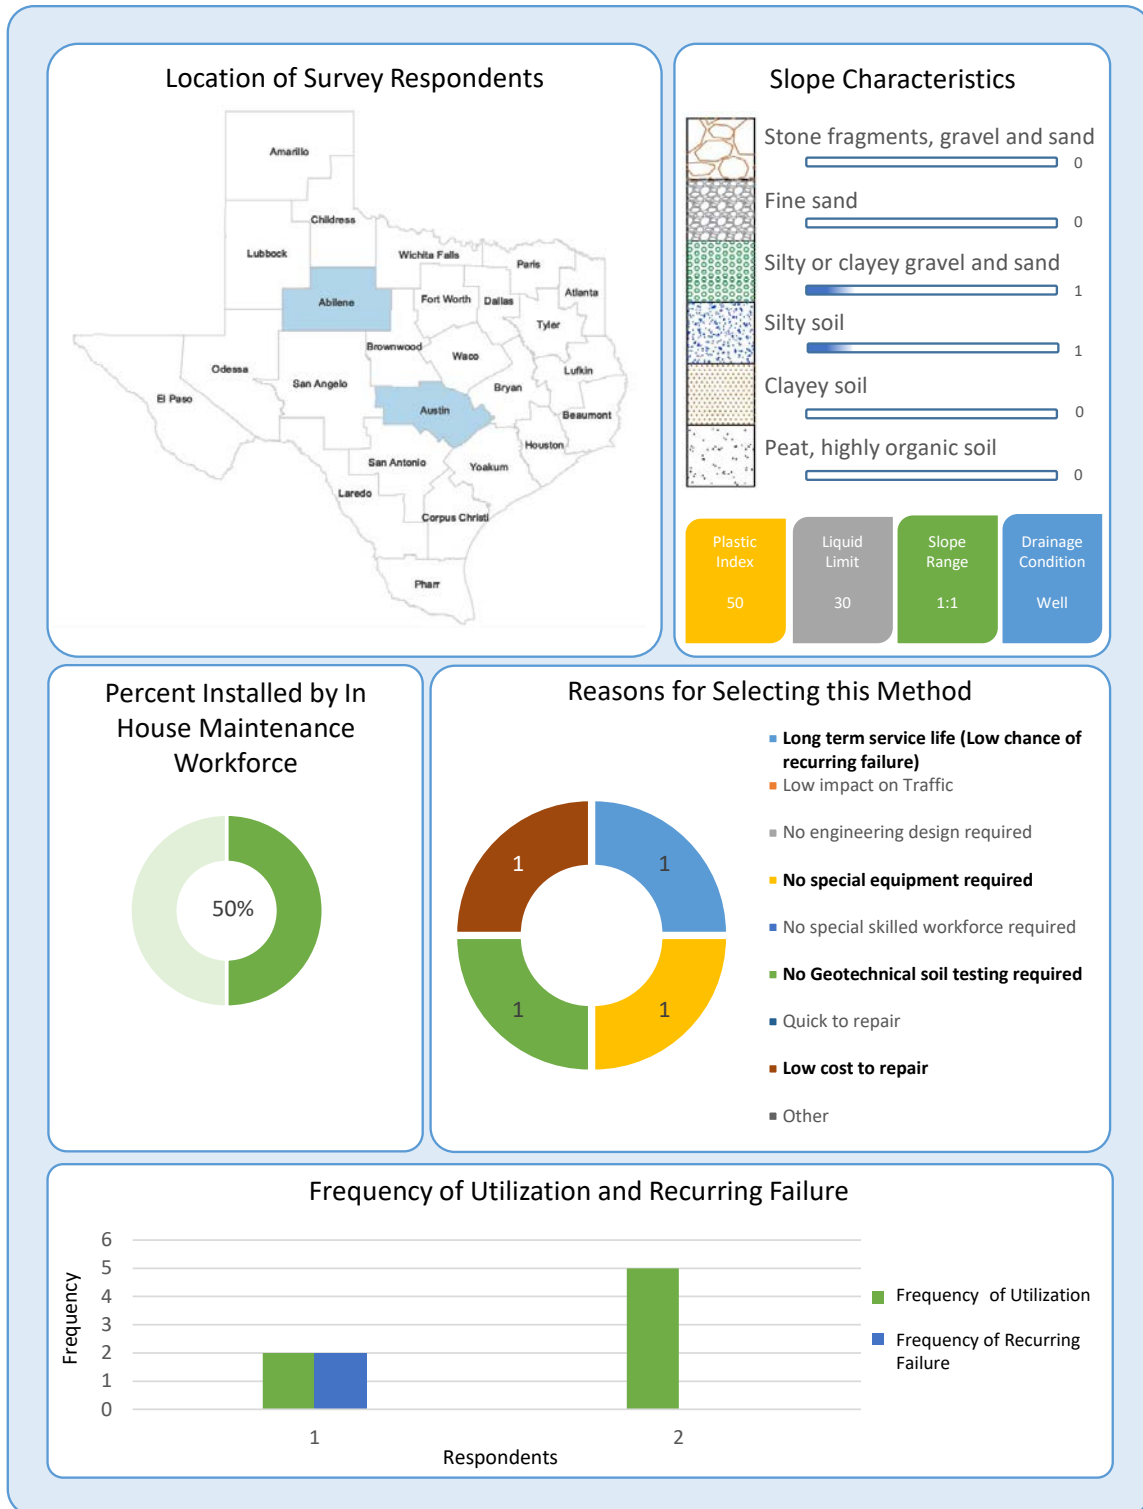 Location of Survey Respondents
Amarillo
Childress
Lubbock
Wichita Falls
Paris
Abilene
Fort Worth
Dallas
Atlanta
Tyler
Brownwood
Waco
Odessa
San Angelo
Lufkin
Bryan
El Paso
Austin
Beaumont
Houston
San Antonio
Yoakum
Laredo
Corpus Christi
Pharr
Slope Characteristics
Stone fragments, gravel and sand
0
Fine sand
0
Silty or clayey gravel and sand
1
Silty soil
1
Clayey soil
0
Peat, highly organic soil
0
Plastic
Index
50
Liquid
Limit
30
Slope
Range
1:1
Drainage
Condition
Well
Percent Installed by In
House Maintenance
Workforce
50%
Reasons for Selecting this Method
1
1
1
1
Long term service life (Low chance of
recurring failure)
Low impact on Traffic
No engineering design required
No special equipment required
No special skilled workforce required
No Geotechnical soil testing required
Quick to repair
Low cost to repair
Other
Frequency of Utilization and Recurring Failure
Frequency
6
5
4
3
2
1
0
1
2
Respondents
Frequency of Utilization
Frequency of Recurring
Failure